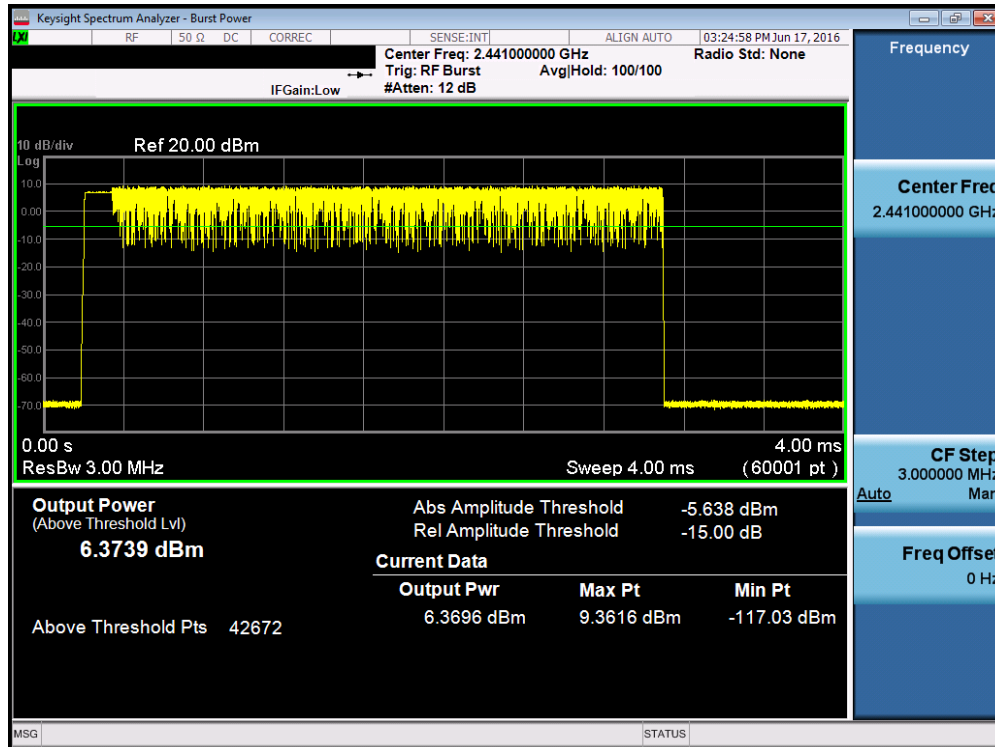 Keysight Spectrum Analyzer - Burst Power
LXI RF 50 Ω DC CORREC SENSE:INT ALIGN AUTO 03:24:58 PM Jun 17, 2016
Center Freq: 2.441000000 GHz Radio Std: None
Trig: RF Burst Avg|Hold: 100/100
IFGain:Low #Atten: 12 dB
10 dB/div Ref 20.00 dBm
Log
10.0
0.00
-10.0
-20.0
-30.0
-40.0
-50.0
-60.0
-70.0
0.00 s 4.00 ms
ResBw 3.00 MHz Sweep 4.00 ms (60001 pt )
Output Power
(Above Threshold Lvl)
6.3739 dBm
Above Threshold Pts 42672
Abs Amplitude Threshold -5.638 dBm
Rel Amplitude Threshold -15.00 dB
Current Data
Output Pwr Max Pt Min Pt
6.3696 dBm 9.3616 dBm -117.03 dBm
Frequency
Center Freq
2.441000000 GHz
CF Step
3.000000 MHz
Auto Man
Freq Offset
0 Hz
MSG STATUS